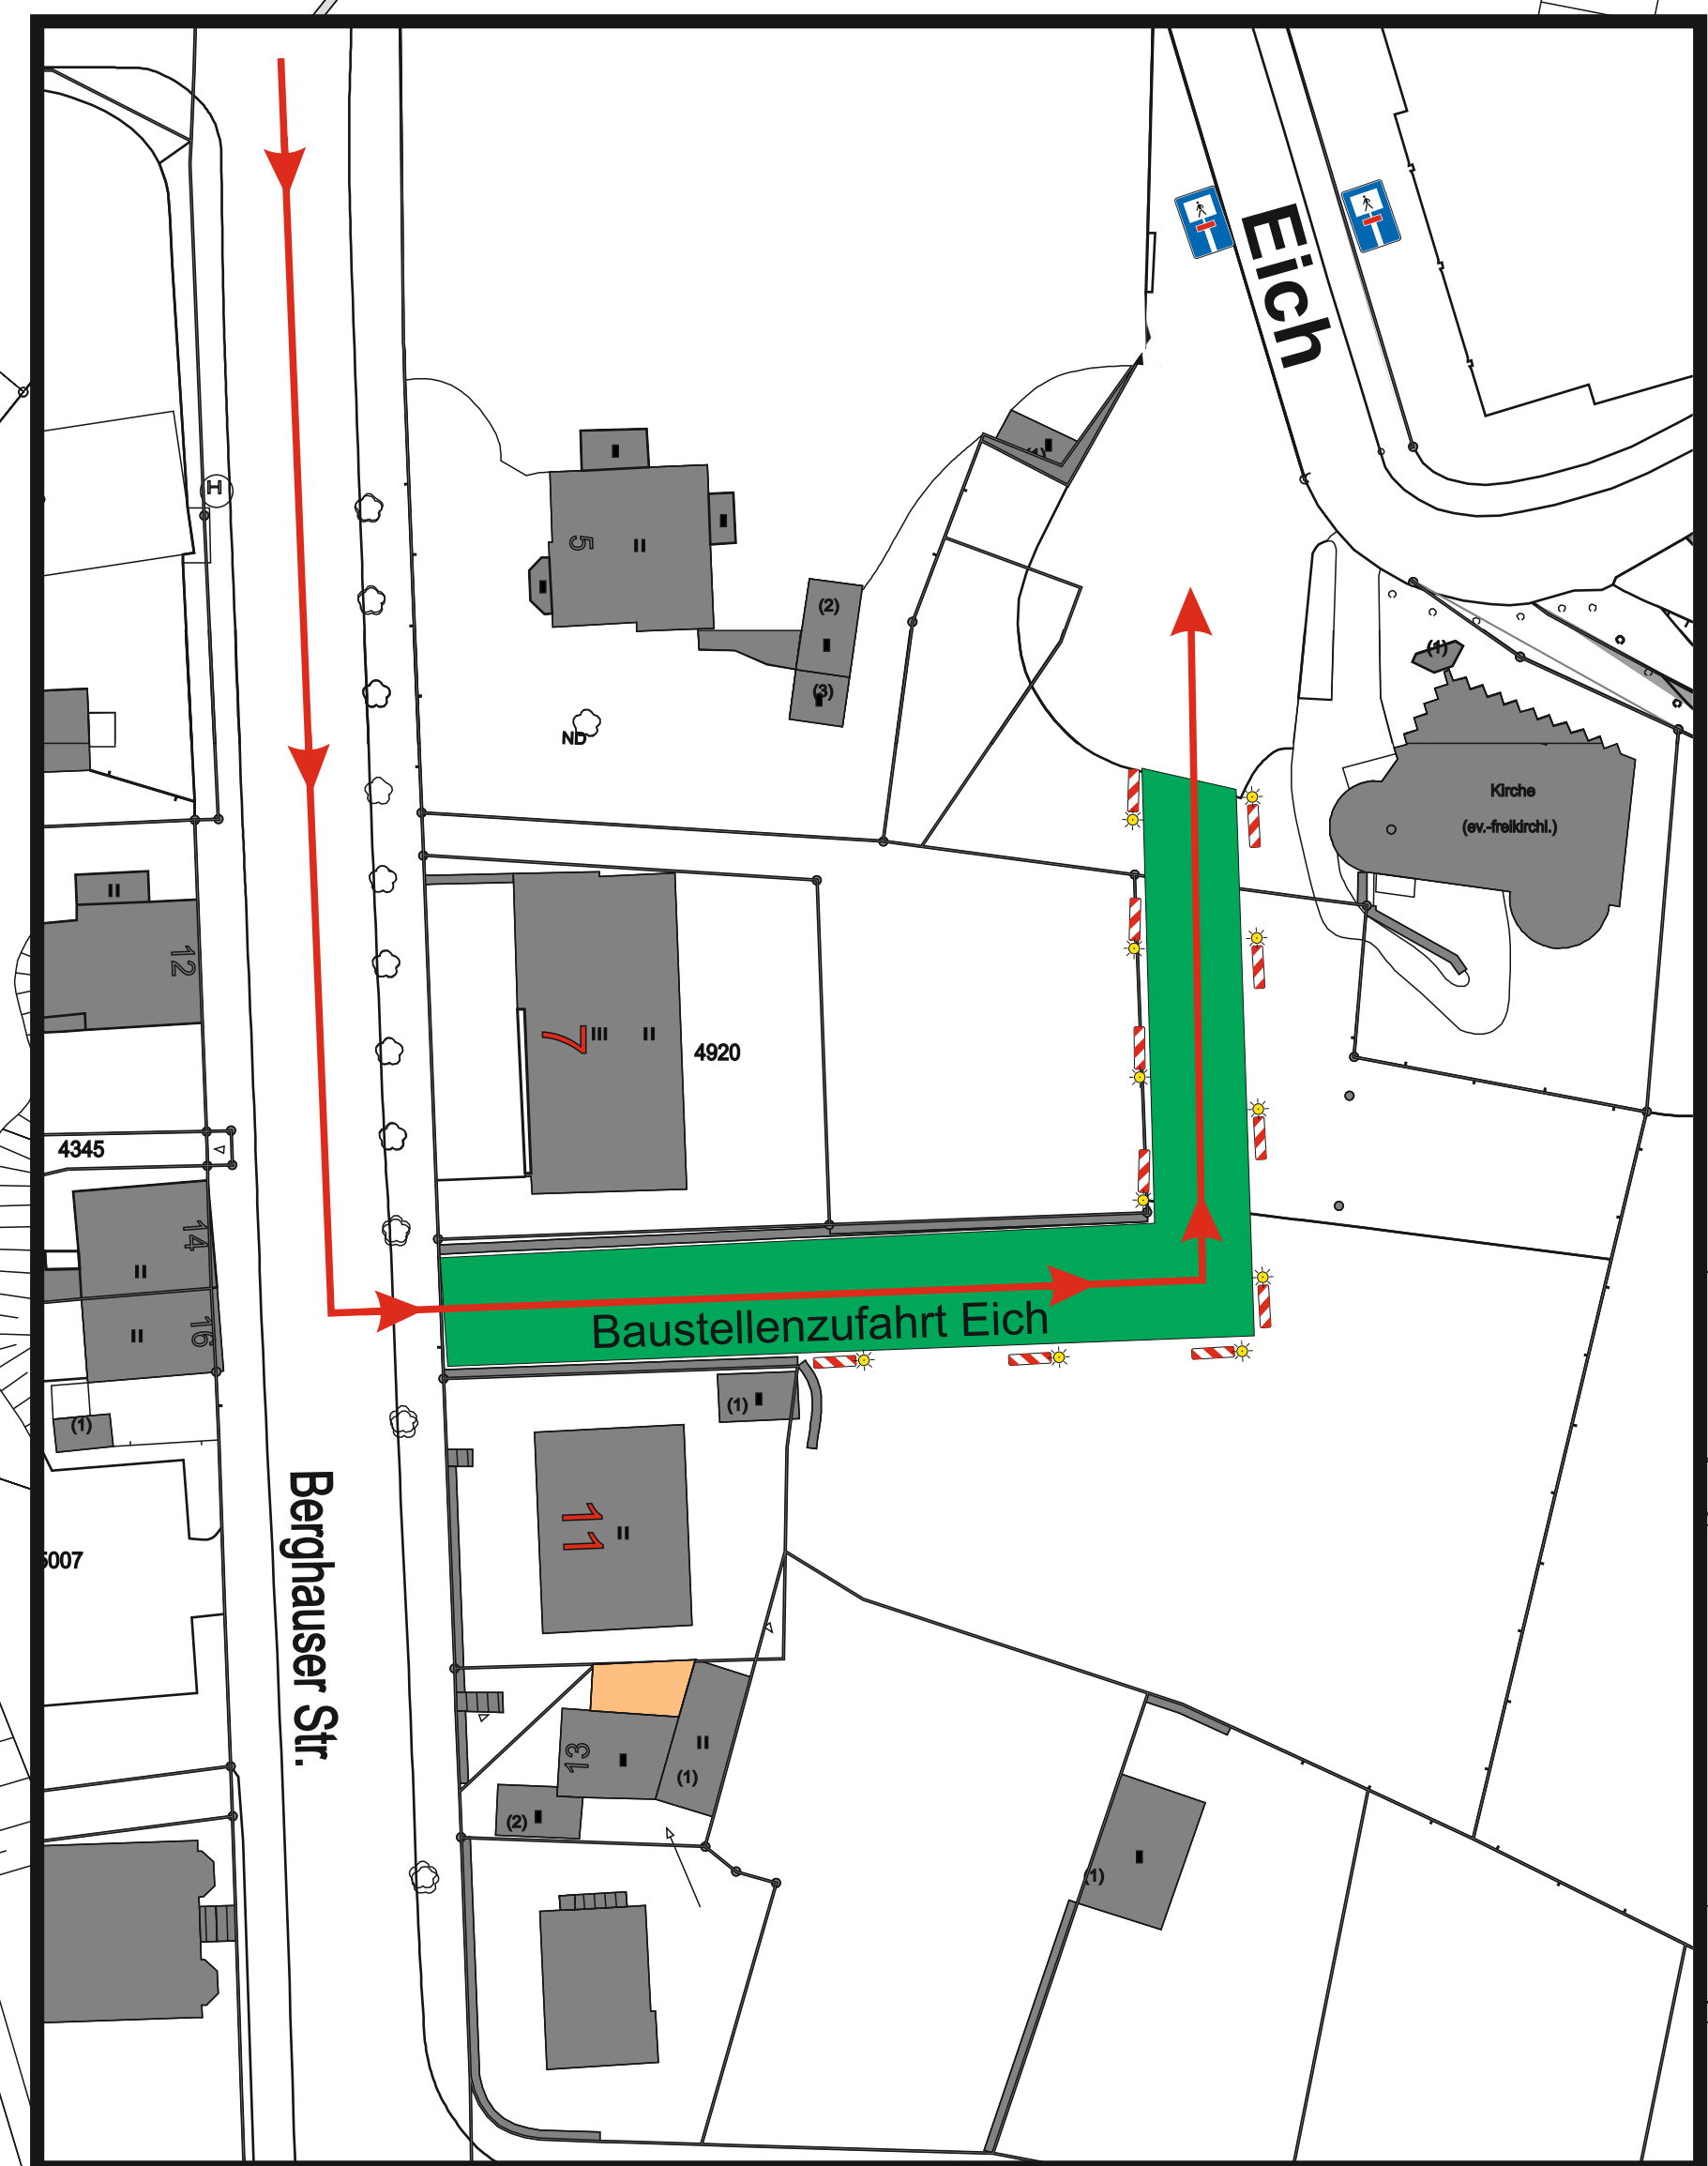 Eich
H
5
II
(2)
(3)
ND
(1)
Kirche
(ev.-freikirchl.)
II
12
7
III
II
4920
4345
14
II
16
II
(1)
Baustellenzufahrt Eich
(1)
11
II
5007
Berghauser Str.
13
II
(1)
(2)
(1)